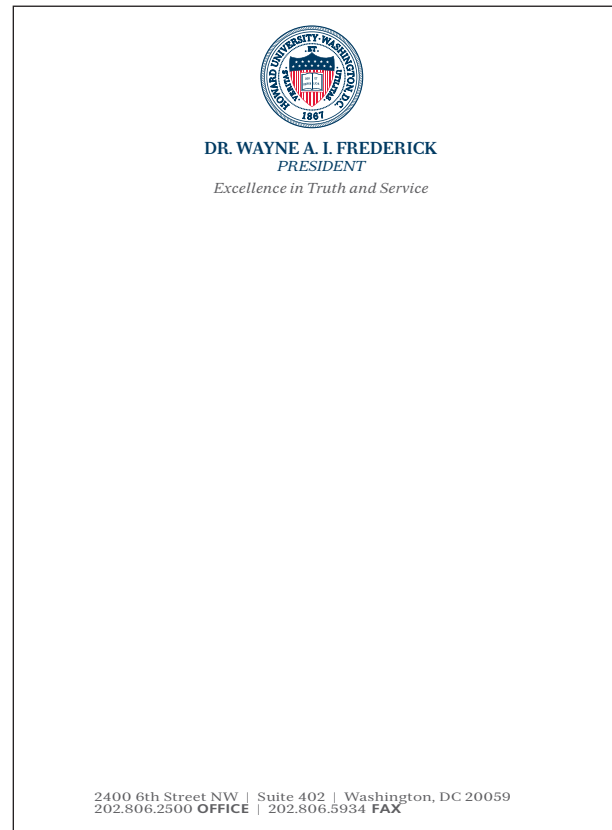 HOWARD UNIVERSITY · WASHINGTON, D.C.
· ET ·
VERITAS
UTILITAS
1867
DR. WAYNE A. I. FREDERICK
PRESIDENT
Excellence in Truth and Service
2400 6th Street NW | Suite 402 | Washington, DC 20059
202.806.2500 OFFICE | 202.806.5934 FAX